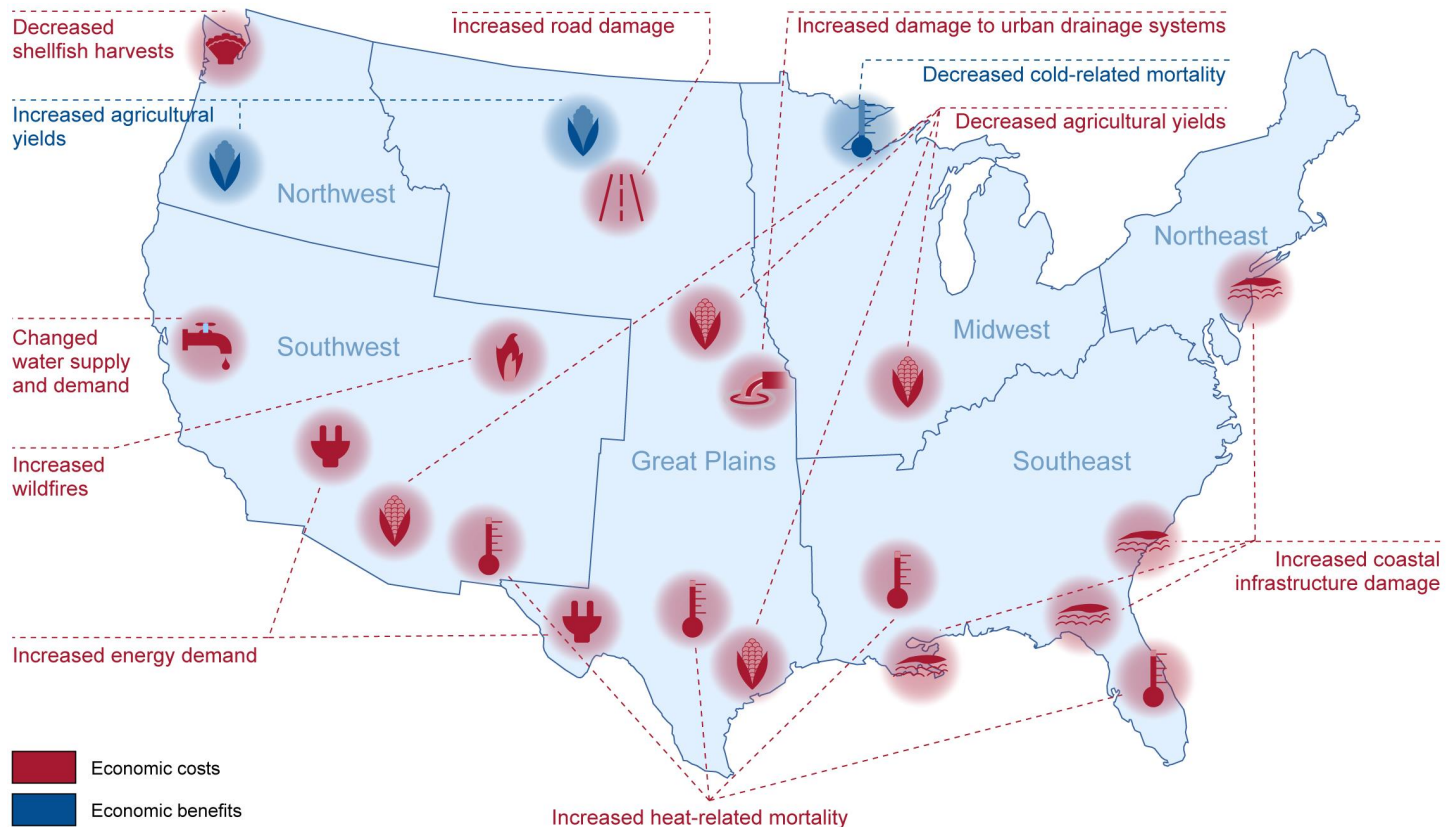 Decreased
shellfish harvests
Increased road damage
Increased damage to urban drainage systems
Decreased cold-related mortality
Increased agricultural
yields
Decreased agricultural yields
Northwest
Northeast
Changed
water supply
and demand
Southwest
Midwest
Increased
wildfires
Great Plains
Southeast
Increased coastal
infrastructure damage
Increased energy demand
Economic costs
Economic benefits
Increased heat-related mortality